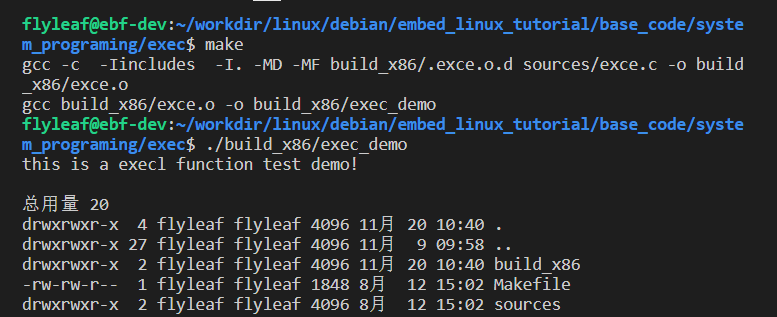 flyleaf@ebf-dev:~/workdir/linux/debian/embed_linux_tutorial/base_code/syste
m_programing/exec$ make
gcc -c  -Iincludes  -I. -MD -MF build_x86/.exce.o.d sources/exce.c -o build
_x86/exce.o
gcc build_x86/exce.o -o build_x86/exec_demo
flyleaf@ebf-dev:~/workdir/linux/debian/embed_linux_tutorial/base_code/syste
m_programing/exec$ ./build_x86/exec_demo
this is a execl function test demo!
总用量 20
drwxrwxr-x  4 flyleaf flyleaf 4096 11月 20 10:40 .
drwxrwxr-x 27 flyleaf flyleaf 4096 11月  9 09:58 ..
drwxrwxr-x  2 flyleaf flyleaf 4096 11月 20 10:40 build_x86
-rw-rw-r--  1 flyleaf flyleaf 1848 8月  12 15:02 Makefile
drwxrwxr-x  2 flyleaf flyleaf 4096 8月  12 15:02 sources